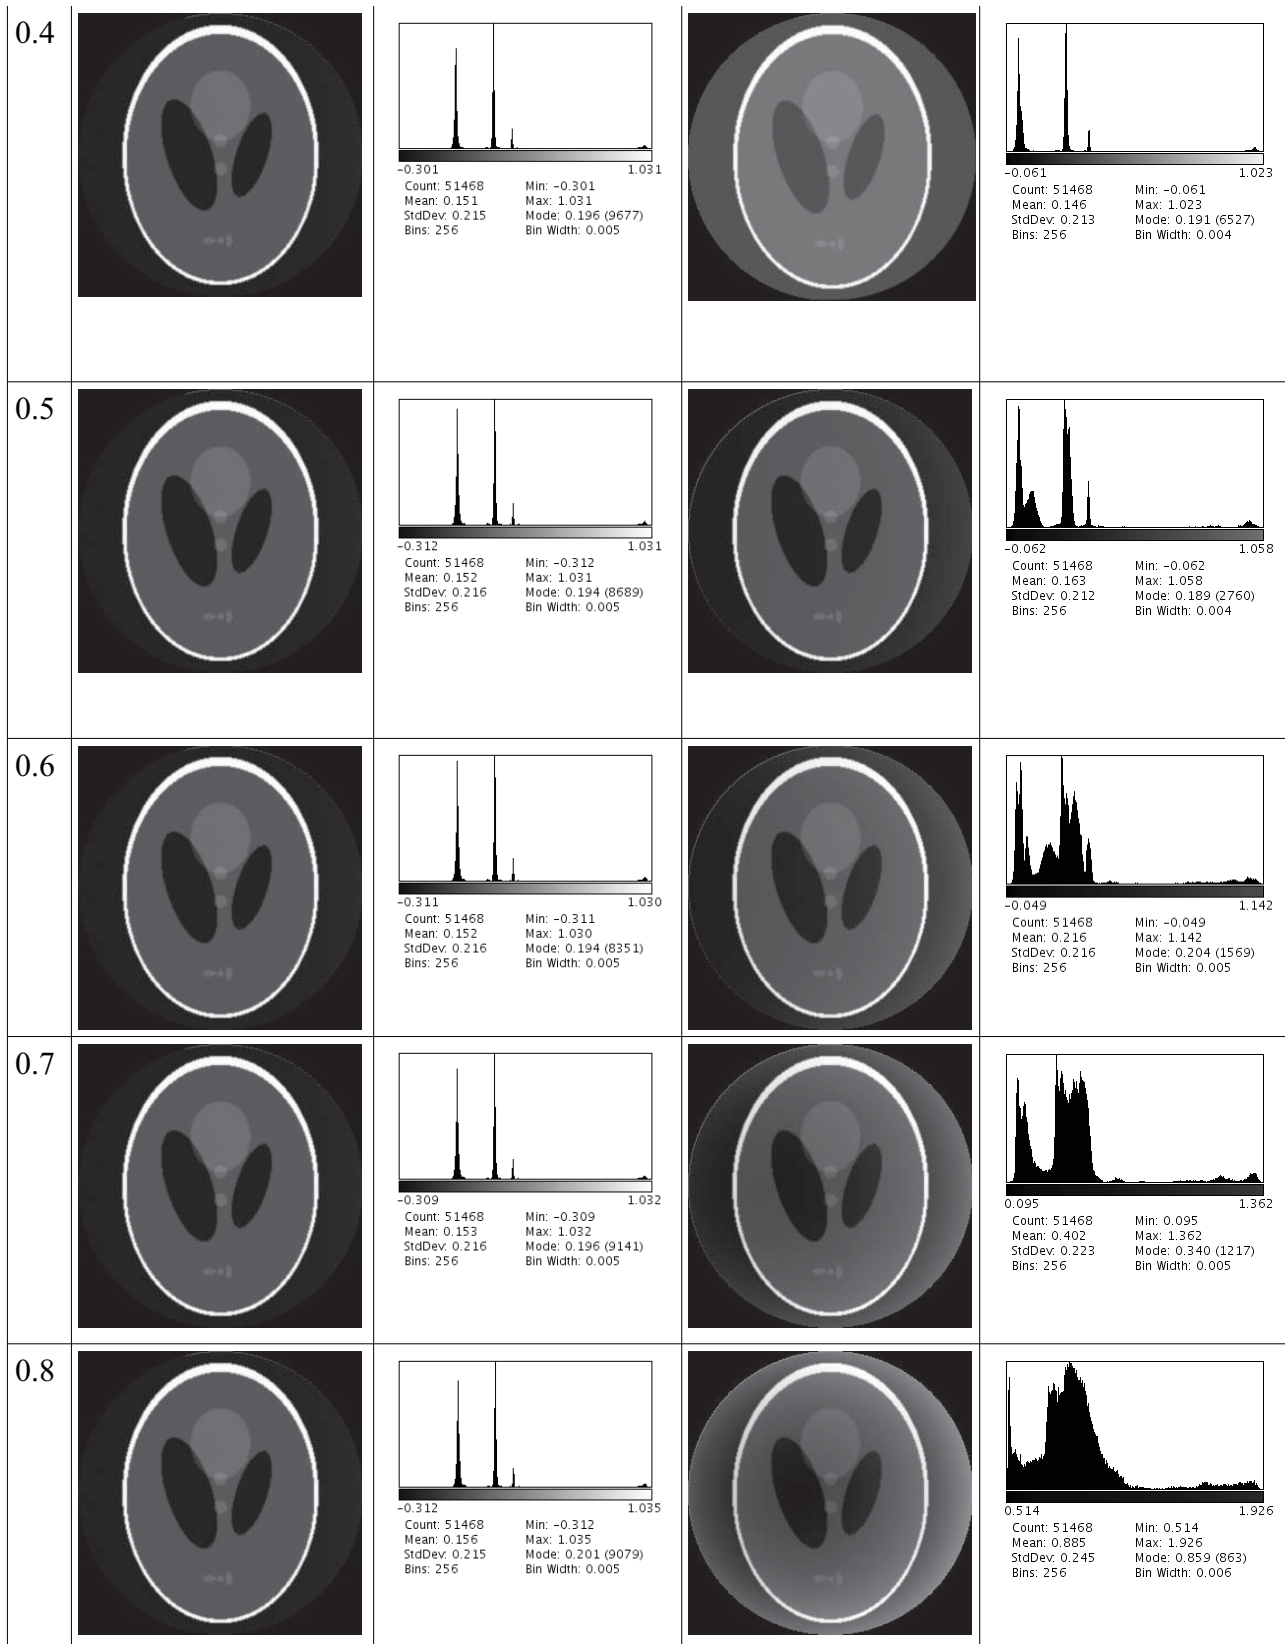 0.4
−0.301 1.031
Count: 51468 Min: −0.301
Mean: 0.151 Max: 1.031
StdDev: 0.215 Mode: 0.196 (9677)
Bins: 256 Bin Width: 0.005
−0.061 1.023
Count: 51468 Min: −0.061
Mean: 0.146 Max: 1.023
StdDev: 0.213 Mode: 0.191 (6527)
Bins: 256 Bin Width: 0.004
0.5
−0.312 1.031
Count: 51468 Min: −0.312
Mean: 0.152 Max: 1.031
StdDev: 0.216 Mode: 0.194 (8689)
Bins: 256 Bin Width: 0.005
−0.062 1.058
Count: 51468 Min: −0.062
Mean: 0.163 Max: 1.058
StdDev: 0.212 Mode: 0.189 (2760)
Bins: 256 Bin Width: 0.004
0.6
−0.311 1.030
Count: 51468 Min: −0.311
Mean: 0.152 Max: 1.030
StdDev: 0.216 Mode: 0.194 (8351)
Bins: 256 Bin Width: 0.005
−0.049 1.142
Count: 51468 Min: −0.049
Mean: 0.216 Max: 1.142
StdDev: 0.216 Mode: 0.204 (1569)
Bins: 256 Bin Width: 0.005
0.7
−0.309 1.032
Count: 51468 Min: −0.309
Mean: 0.153 Max: 1.032
StdDev: 0.216 Mode: 0.196 (9141)
Bins: 256 Bin Width: 0.005
0.095 1.362
Count: 51468 Min: 0.095
Mean: 0.402 Max: 1.362
StdDev: 0.223 Mode: 0.340 (1217)
Bins: 256 Bin Width: 0.005
0.8
−0.312 1.035
Count: 51468 Min: −0.312
Mean: 0.156 Max: 1.035
StdDev: 0.215 Mode: 0.201 (9079)
Bins: 256 Bin Width: 0.005
0.514 1.926
Count: 51468 Min: 0.514
Mean: 0.885 Max: 1.926
StdDev: 0.245 Mode: 0.859 (863)
Bins: 256 Bin Width: 0.006